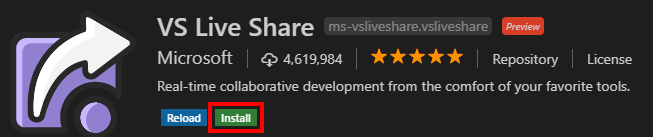 VS Live Share ms-vsliveshare.vsliveshare Preview
Microsoft 4,619,984 Repository License
Real-time collaborative development from the comfort of your favorite tools.
Reload Install